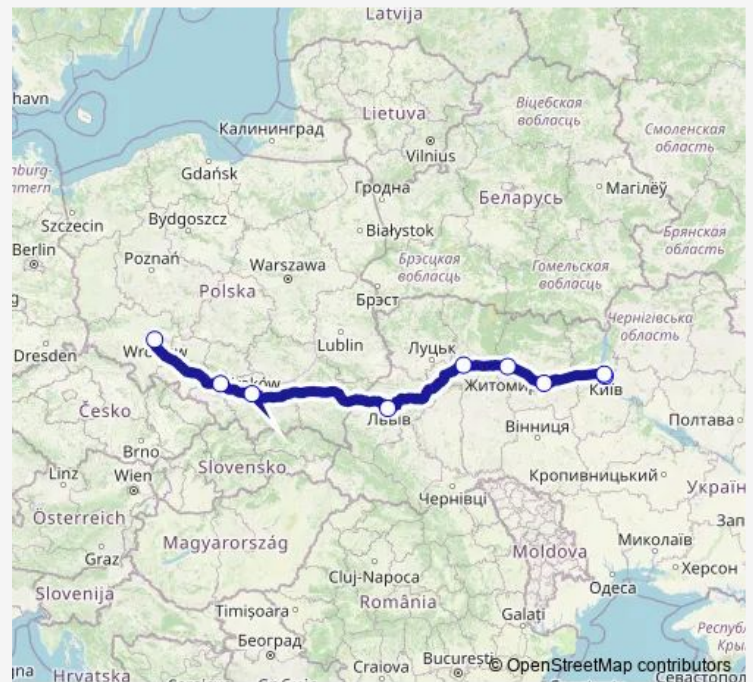 Latvija
havn
Lietuva
Віцебская
вобласць
Калининград
Смоленская
область
Vilnius
Gdańsk
Гродна
Беларусь
Магілёў
Szczecin
Bydgoszcz
Białystok
Брянская
область
Berlin
Poznań
Warszawa
Брэсцкая
вобласць
Гомельская
вобласць
Polska
Брэст
Чернігівська
область
Lublin
Луцьк
Dresden
Житоми
Київ
Česko
Львів
Вінниця
Полтава
Brno
Slovensko
Linz
Wien
Кропивницький
Чернівці
Україн
Österreich
Magyarország
Moldova
Зап
Миколаїв
Graz
Cluj-Napoca
Херсон
Одеса
Slovenija
România
Timișoara
Galați
Београд
Hrvatska
Craiova
București
© OpenStreetMap contributors
Севастопол